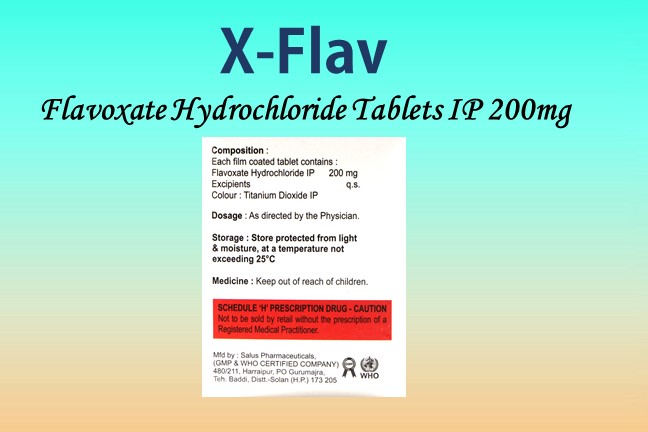 X-Flav
Flavoxate Hydrochloride Tablets IP 200mg
Composition :
Each film coated tablet contains :
Flavoxate Hydrochloride IP 200 mg
Excipients q.s.
Colour : Titanium Dioxide IP
Dosage : As directed by the Physician.
Storage : Store protected from light
& moisture, at a temperature not
exceeding 25°C
Medicine : Keep out of reach of children.
SCHEDULE 'H' PRESCRIPTION DRUG - CAUTION
Not to be sold by retail without the prescription of a
Registered Medical Practitioner.
Mfd by : Salus Pharmaceuticals,
(GMP & WHO CERTIFIED COMPANY)
480/211, Harraipur, PO Gurumajra,
Teh. Baddi, Distt.-Solan (H.P.) 173 205
WHO